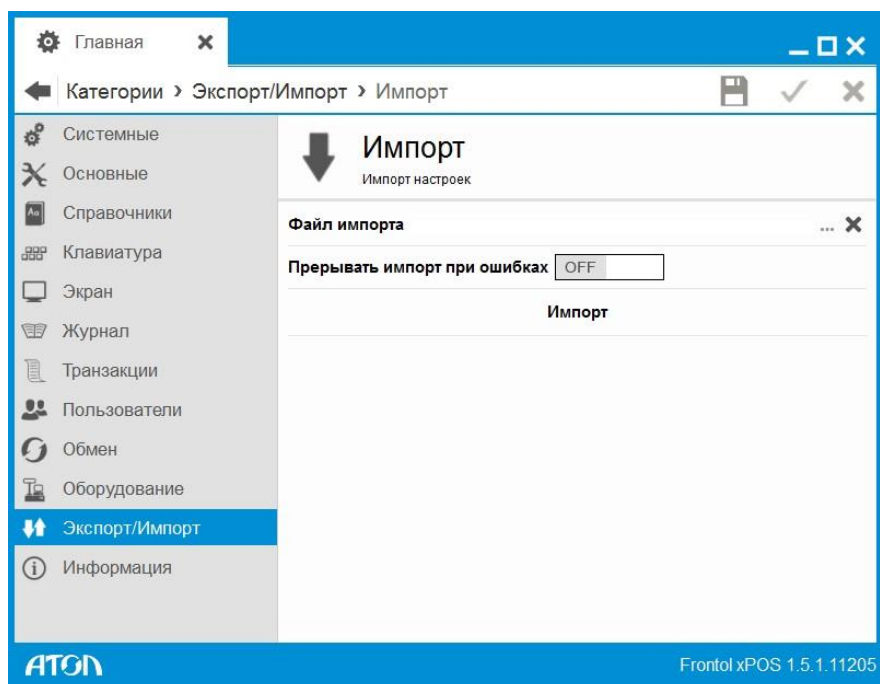 Главная
Категории › Экспорт/Импорт › Импорт
Системные
Основные
Справочники
Клавиатура
Экран
Журнал
Транзакции
Пользователи
Обмен
Оборудование
Экспорт/Импорт
Информация
Импорт
Импорт настроек
Файл импорта ...
Прерывать импорт при ошибках OFF
Импорт
АТОЛ
Frontol xPOS 1.5.1.11205